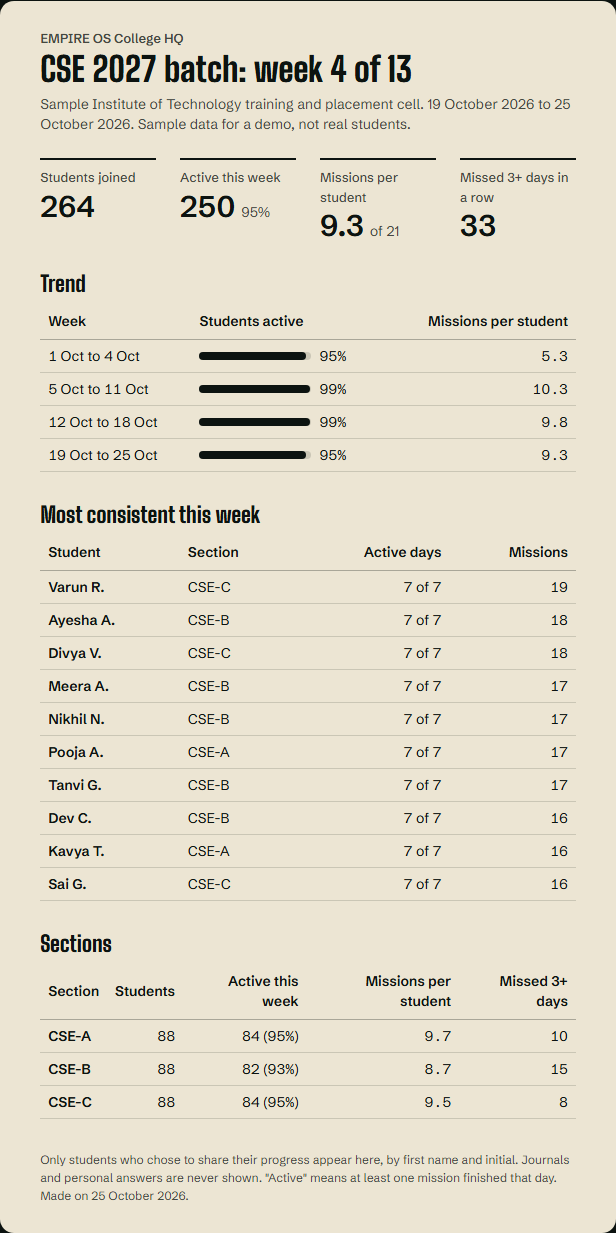 EMPIRE OS College HQ
CSE 2027 batch: week 4 of 13
Sample Institute of Technology training and placement cell. 19 October 2026 to 25
October 2026. Sample data for a demo, not real students.
Students joined
264
Active this week
250 95%
Missions per
student
9.3 of 21
Missed 3+ days in
a row
33
Trend
Week Students active Missions per student
1 Oct to 4 Oct 95% 5.3
5 Oct to 11 Oct 99% 10.3
12 Oct to 18 Oct 99% 9.8
19 Oct to 25 Oct 95% 9.3
Most consistent this week
Student Section Active days Missions
Varun R. CSE-C 7 of 7 19
Ayesha A. CSE-B 7 of 7 18
Divya V. CSE-C 7 of 7 18
Meera A. CSE-B 7 of 7 17
Nikhil N. CSE-B 7 of 7 17
Pooja A. CSE-A 7 of 7 17
Tanvi G. CSE-B 7 of 7 17
Dev C. CSE-B 7 of 7 16
Kavya T. CSE-A 7 of 7 16
Sai G. CSE-C 7 of 7 16
Sections
Section Students Active this week Missions per student Missed 3+ days
CSE-A 88 84 (95%) 9.7 10
CSE-B 88 82 (93%) 8.7 15
CSE-C 88 84 (95%) 9.5 8
Only students who chose to share their progress appear here, by first name and initial. Journals
and personal answers are never shown. "Active" means at least one mission finished that day.
Made on 25 October 2026.